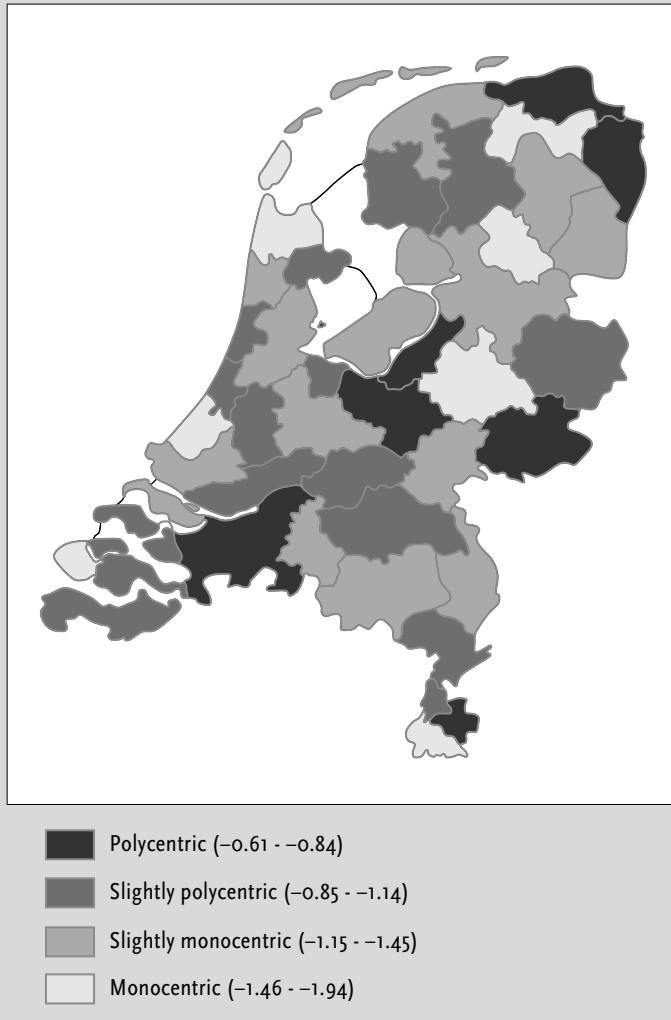 Polycentric (–0.61 - –0.84)
Slightly polycentric (–0.85 - –1.14)
Slightly monocentric (–1.15 - –1.45)
Monocentric (–1.46 - –1.94)